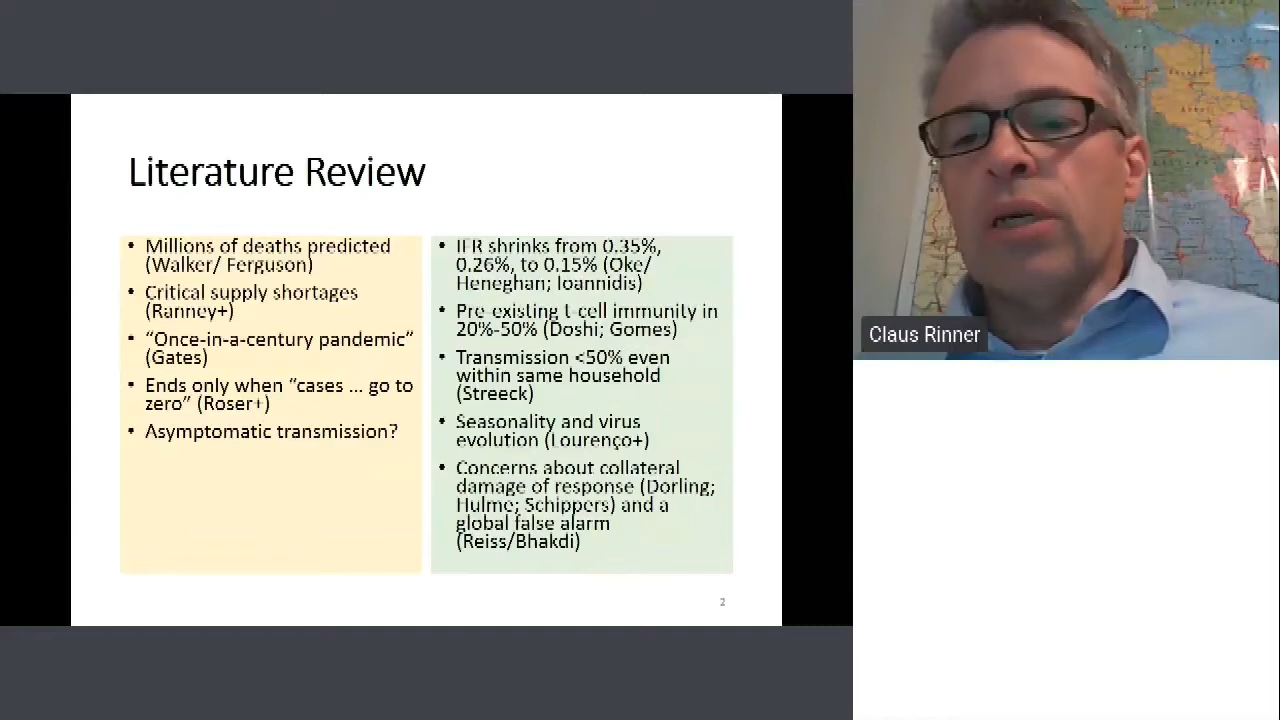 Literature Review
• Millions of deaths predicted
(Walker/ Ferguson)
• Critical supply shortages
(Ranney+)
• “Once-in-a-century pandemic”
(Gates)
• Ends only when “cases ... go to
zero” (Roser+)
• Asymptomatic transmission?
• IFR shrinks from 0.35%,
0.26%, to 0.15% (Oke/
Heneghan; Ioannidis)
• Pre-existing t-cell immunity in
20%-50% (Doshi; Gomes)
• Transmission <50% even
within same household
(Streeck)
• Seasonality and virus
evolution (Lourenço+)
• Concerns about collateral
damage of response (Dorling;
Hulme; Schippers) and a
global false alarm
(Reiss/Bhakdi)
2
Claus Rinner